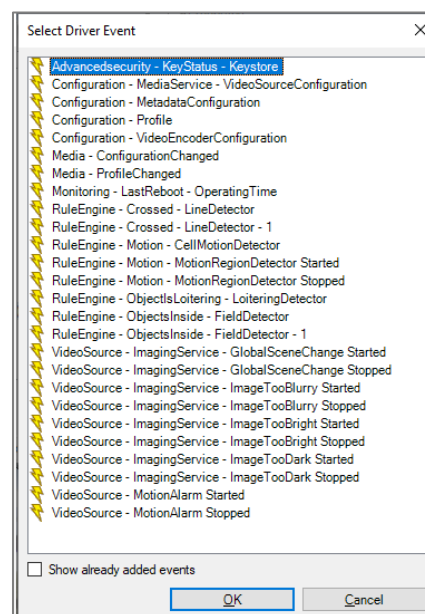 Select Driver Event
Advancedsecurity - KeyStatus - Keystore
Configuration - MediaService - VideoSourceConfiguration
Configuration - MetadataConfiguration
Configuration - Profile
Configuration - VideoEncoderConfiguration
Media - ConfigurationChanged
Media - ProfileChanged
Monitoring - LastReboot - OperatingTime
RuleEngine - Crossed - LineDetector
RuleEngine - Crossed - LineDetector - 1
RuleEngine - Motion - CellMotionDetector
RuleEngine - Motion - MotionRegionDetector Started
RuleEngine - Motion - MotionRegionDetector Stopped
RuleEngine - ObjectIsLoitering - LoiteringDetector
RuleEngine - ObjectsInside - FieldDetector
RuleEngine - ObjectsInside - FieldDetector - 1
VideoSource - ImagingService - GlobalSceneChange Started
VideoSource - ImagingService - GlobalSceneChange Stopped
VideoSource - ImagingService - ImageTooBlurry Started
VideoSource - ImagingService - ImageTooBlurry Stopped
VideoSource - ImagingService - ImageTooBright Started
VideoSource - ImagingService - ImageTooBright Stopped
VideoSource - ImagingService - ImageTooDark Started
VideoSource - ImagingService - ImageTooDark Stopped
VideoSource - MotionAlarm Started
VideoSource - MotionAlarm Stopped
Show already added events
OK Cancel